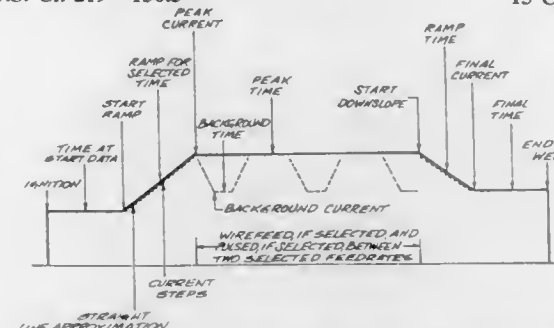 PEAK
CURRENT
RAMP
TIME
RAMP FOR
SELECTED
TIME
FINAL
CURRENT
PEAK
TIME
START
DOWNSLOPE
START
RAMP
BACKGROUND
TIME
FINAL
TIME
TIME AT
START DATA
END
IGNITION
BACKGROUND CURRENT
WIREFEED, IF SELECTED, AND
PULSED, IF SELECTED, BETWEEN
TWO SELECTED FEEDRATES
CURRENT
STEPS
STRAIGHT
LINE APPROXIMATION